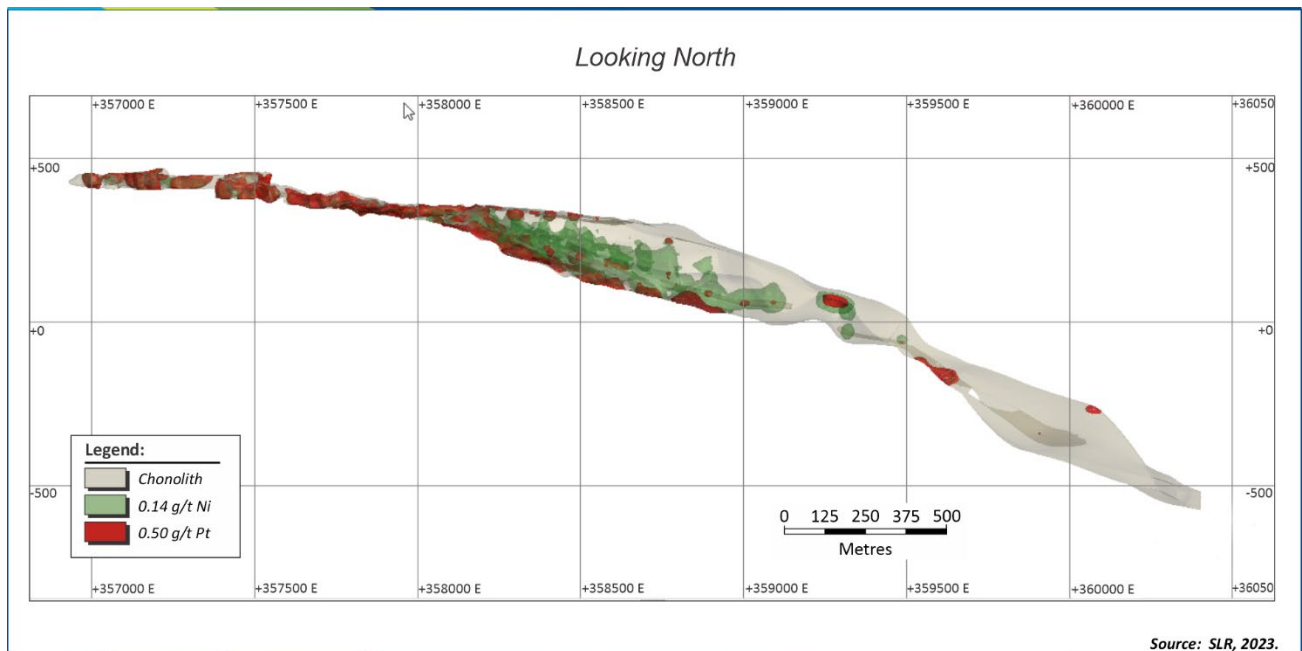 Looking North
+357000 E +357500 E +358000 E +358500 E +359000 E +359500 E +360000 E +36050
+500 +500
+0 +0
Legend:
Chonolith
0.14 g/t Ni
0.50 g/t Pt
-500 -500
0 125 250 375 500
Metres
+357000 E +357500 E +358000 E +358500 E +359000 E +359500 E +360000 E +36050
Source: SLR, 2023.